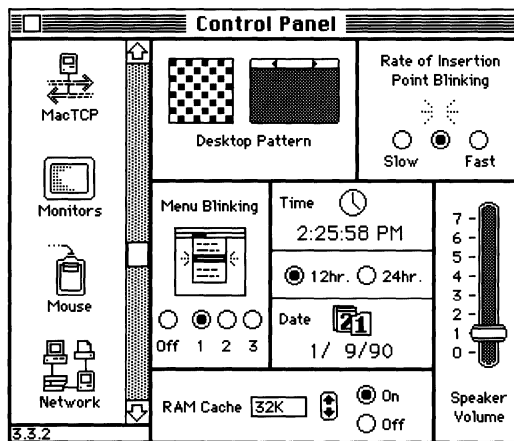 Control Panel
MacTCP
Monitors
Mouse
Network
3.3.2
Desktop Pattern
Rate of Insertion
Point Blinking
Slow
Fast
Menu Blinking
Off 1 2 3
Time
2:25:58 PM
12hr. 24hr.
Date
21
1/ 9/90
7
6
5
4
3
2
1
0
Speaker
Volume
RAM Cache 32K
On
Off